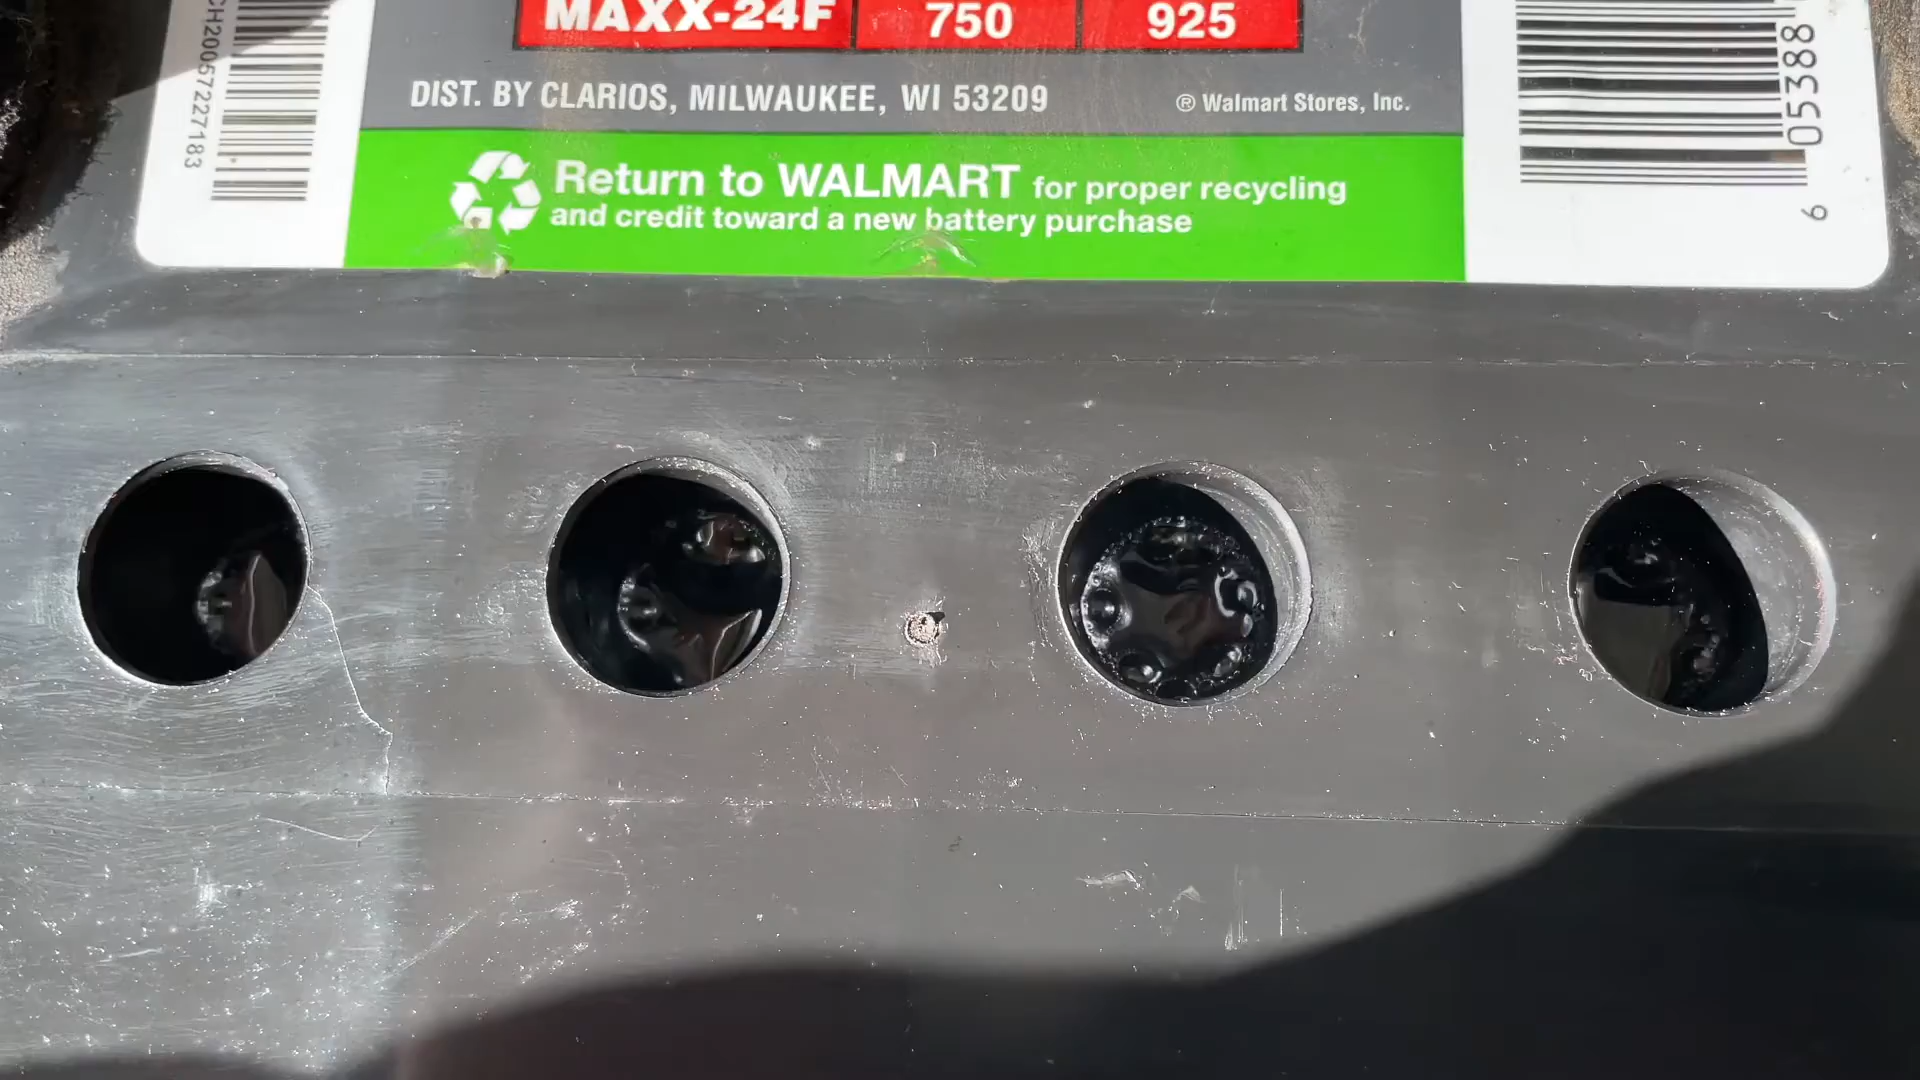 MAXX-24F 750 925
DIST. BY CLARIOS, MILWAUKEE, WI 53209
® Walmart Stores, Inc.
Return to WALMART for proper recycling
and credit toward a new battery purchase
CH20057227183
05388
6